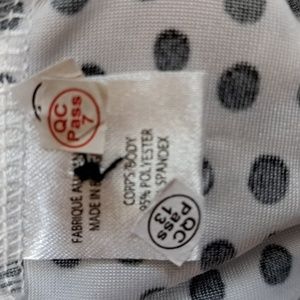 QC
Pass
7
FABRIQUE AU
MADE IN
CORPS/BODY
95% POLYESTER
SPANDEX
QC
Pass
13